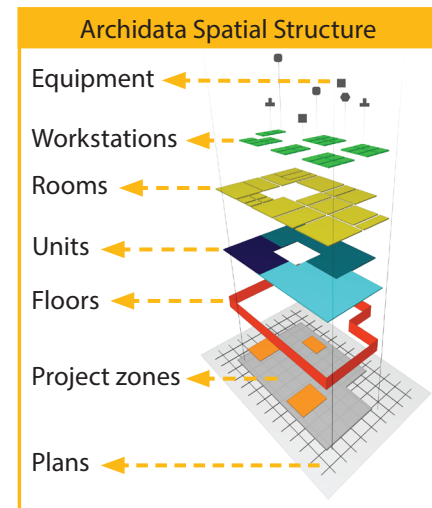 Archidata Spatial Structure
Equipment
Workstations
Rooms
Units
Floors
Project zones
Plans